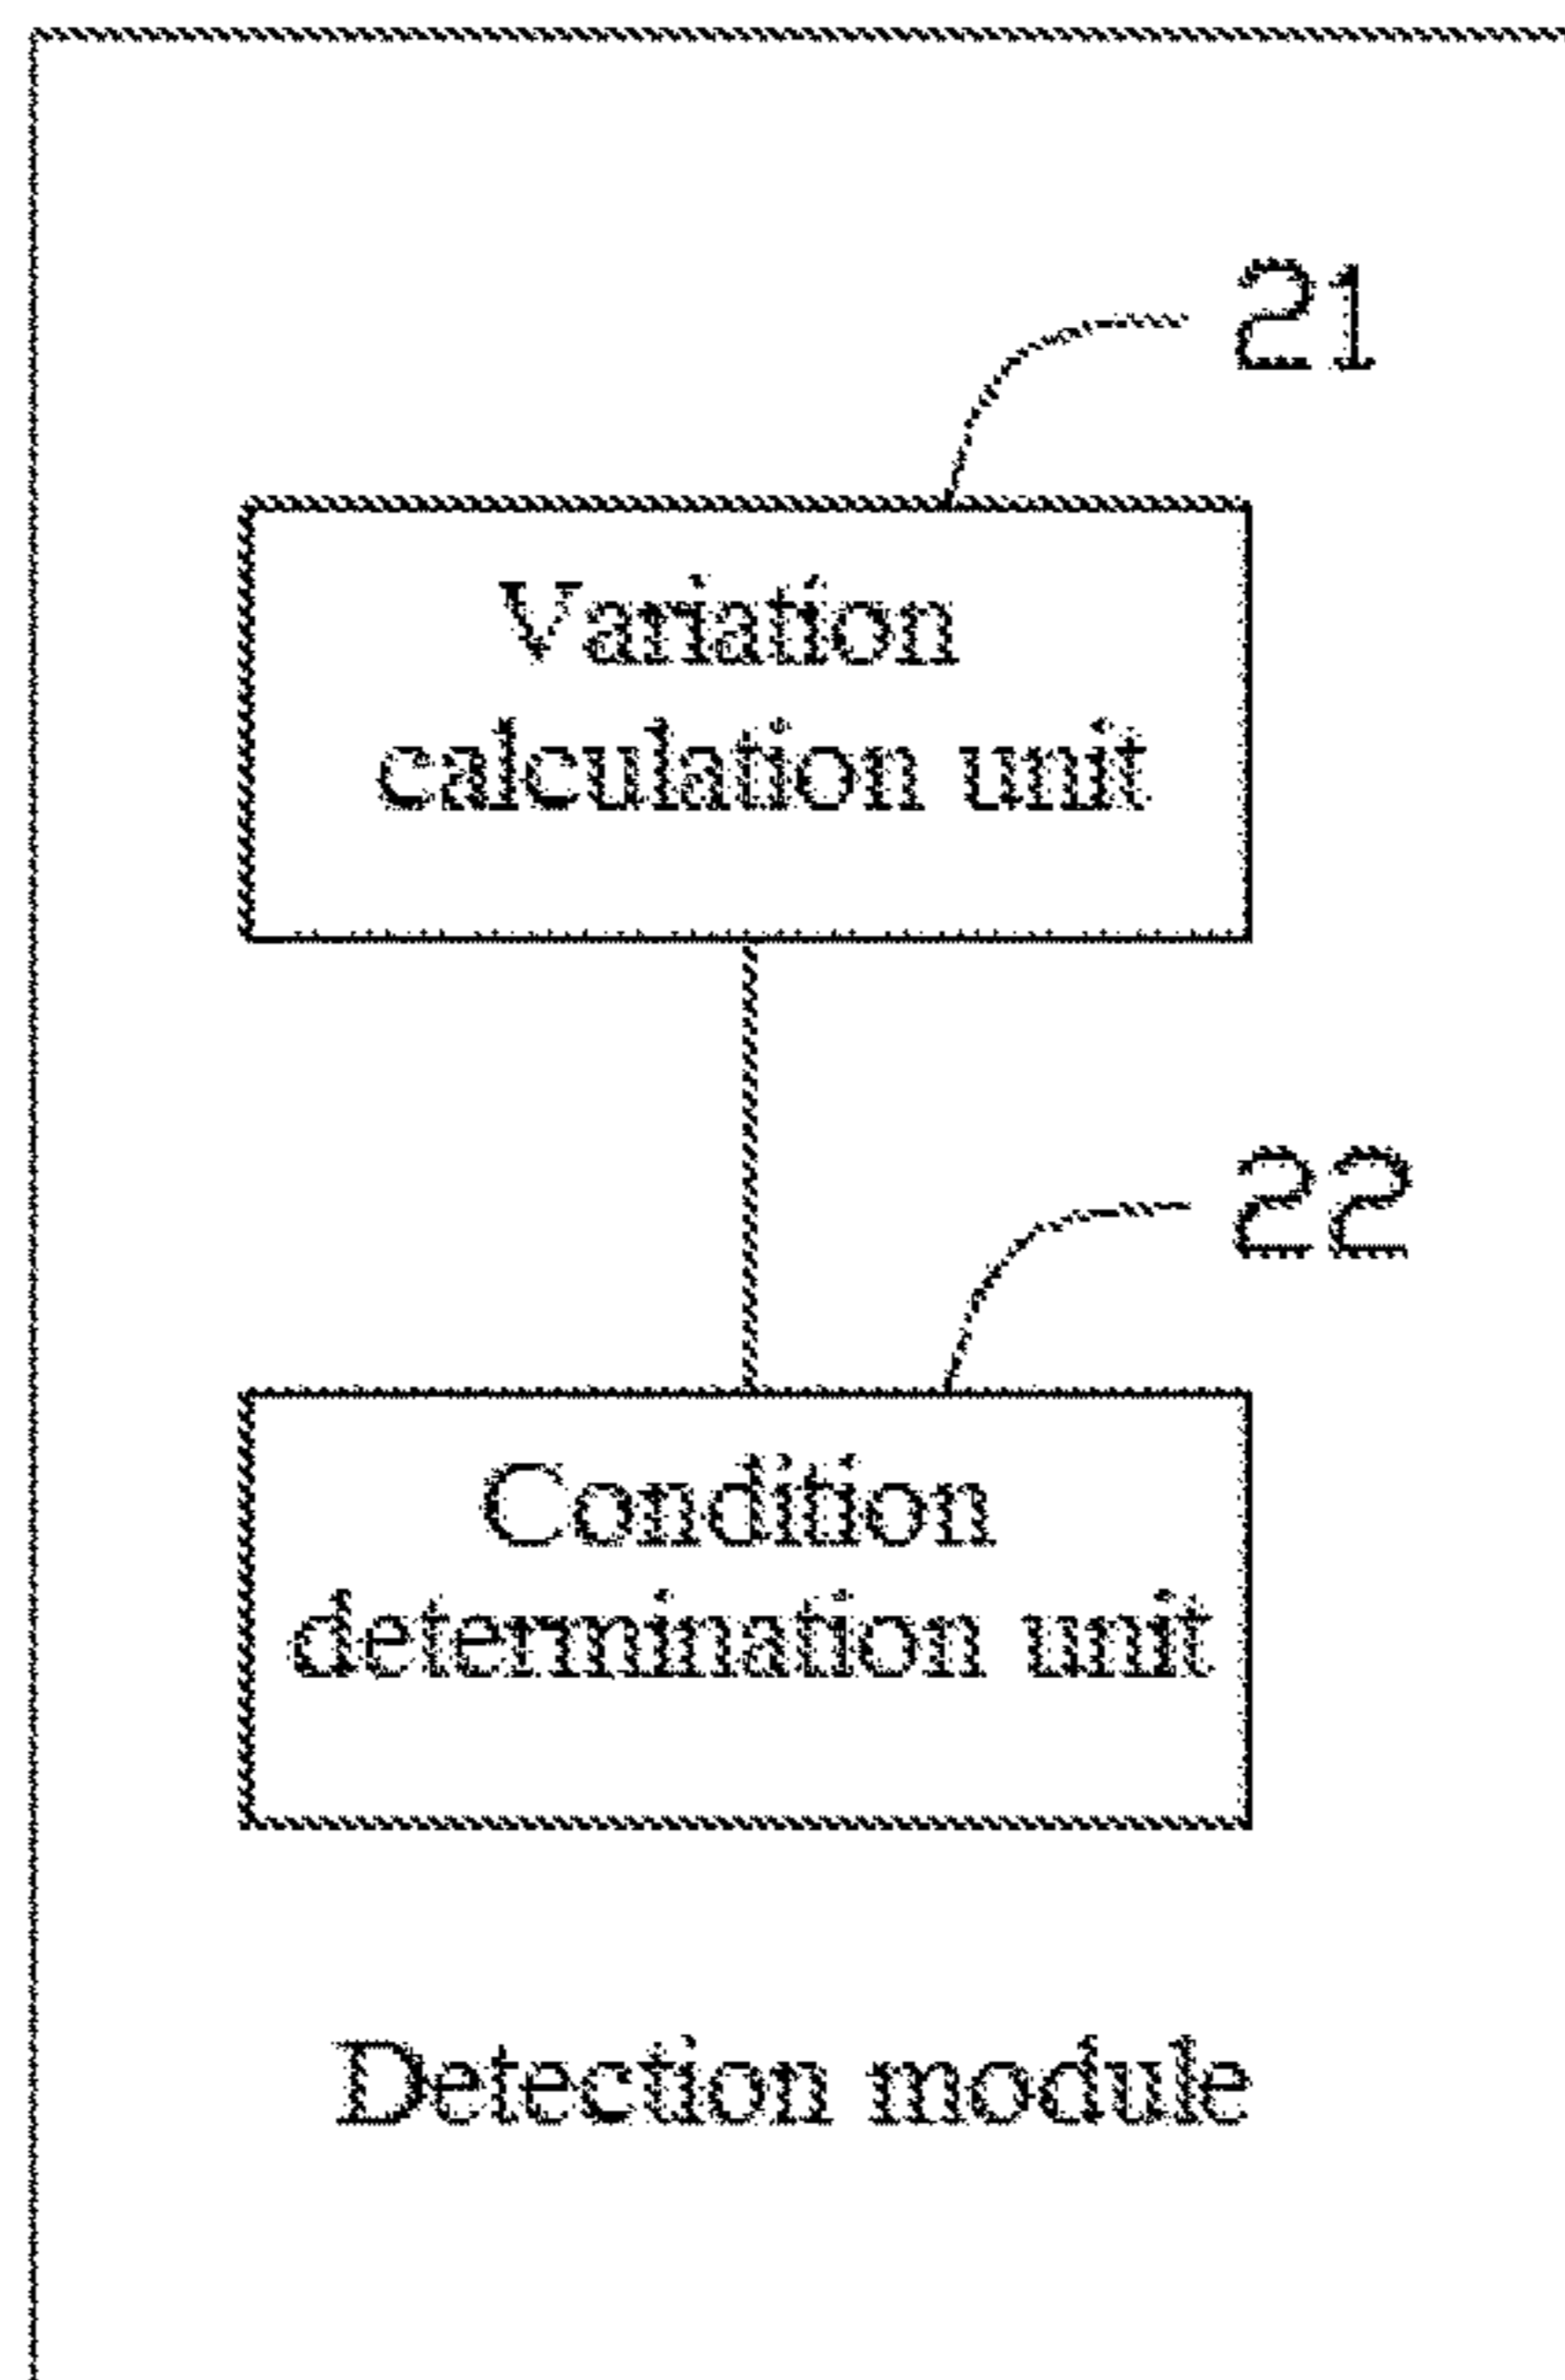 21
Variation
calculation unit
22
Condition
determination unit
Detection module